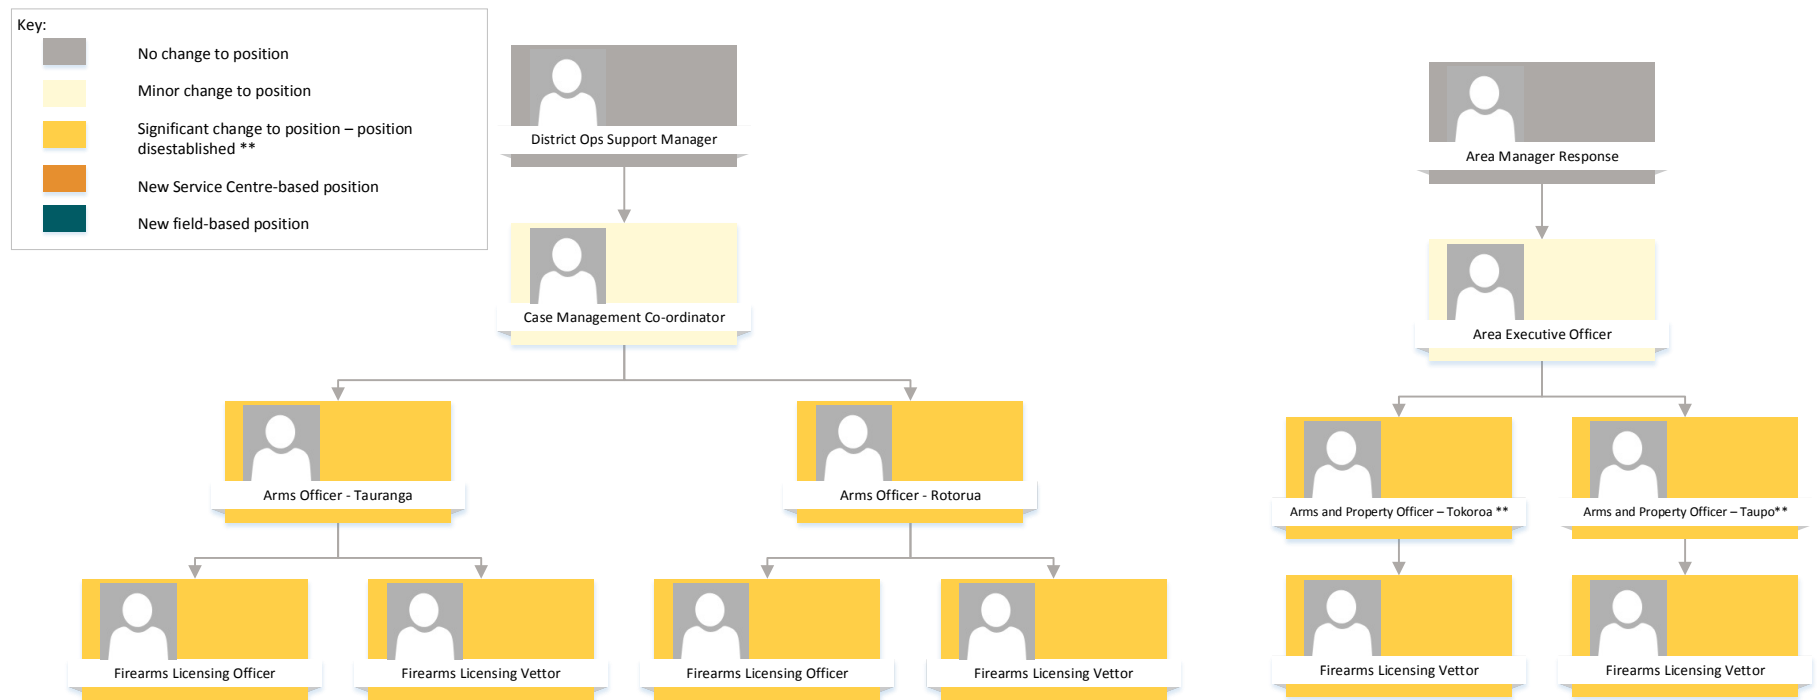 Key:
No change to position
Minor change to position
Significant change to position – position
disestablished **
New Service Centre-based position
New field-based position
District Ops Support Manager
Area Manager Response
Case Management Co-ordinator
Area Executive Officer
Arms Officer - Tauranga
Arms Officer - Rotorua
Arms and Property Officer – Tokoroa **
Arms and Property Officer – Taupo**
Firearms Licensing Officer
Firearms Licensing Vettor
Firearms Licensing Officer
Firearms Licensing Vettor
Firearms Licensing Vettor
Firearms Licensing Vettor